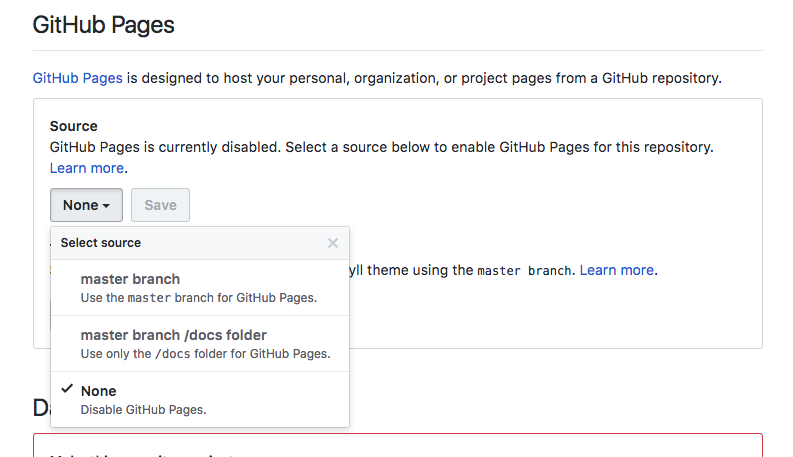 GitHub Pages
GitHub Pages is designed to host your personal, organization, or project pages from a GitHub repository.
Source
GitHub Pages is currently disabled. Select a source below to enable GitHub Pages for this repository.
Learn more.
None
Save
Select source
master branch
Use the master branch for GitHub Pages.
yll theme using the master branch. Learn more.
master branch /docs folder
Use only the /docs folder for GitHub Pages.
None
Disable GitHub Pages.